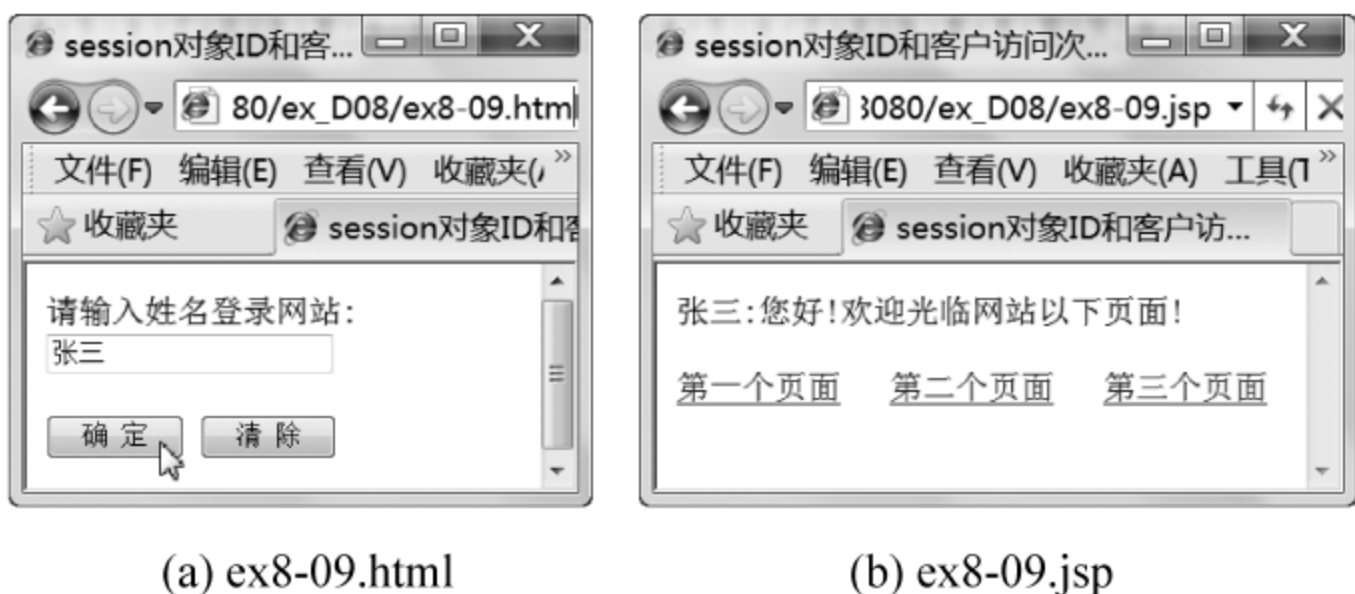 session对象ID和客...
80/ex_D08/ex8-09.html
文件(F) 编辑(E) 查看(V) 收藏夹(
收藏夹
session对象ID和
请输入姓名登录网站:
张三
确 定 清 除
(a) ex8-09.html
session对象ID和客户访问次...
8080/ex_D08/ex8-09.jsp
文件(F) 编辑(E) 查看(V) 收藏夹(A) 工具(T
收藏夹
session对象ID和客户访...
张三:您好!欢迎光临网站以下页面!
第一个页面 第二个页面 第三个页面
(b) ex8-09.jsp